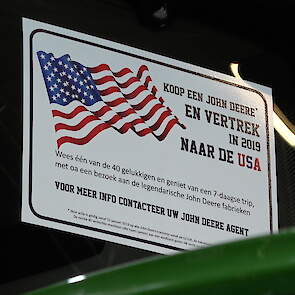 KOOP EEN JOHN DEERE*
EN VERTREK
IN 2019
NAAR DE USA
Wees één van de 40 gelukkigen en geniet van een 7-daagse trip,
met oa een bezoek aan de legendarische John Deere fabrieken
VOOR MEER INFO CONTACTEER UW JOHN DEERE AGENT